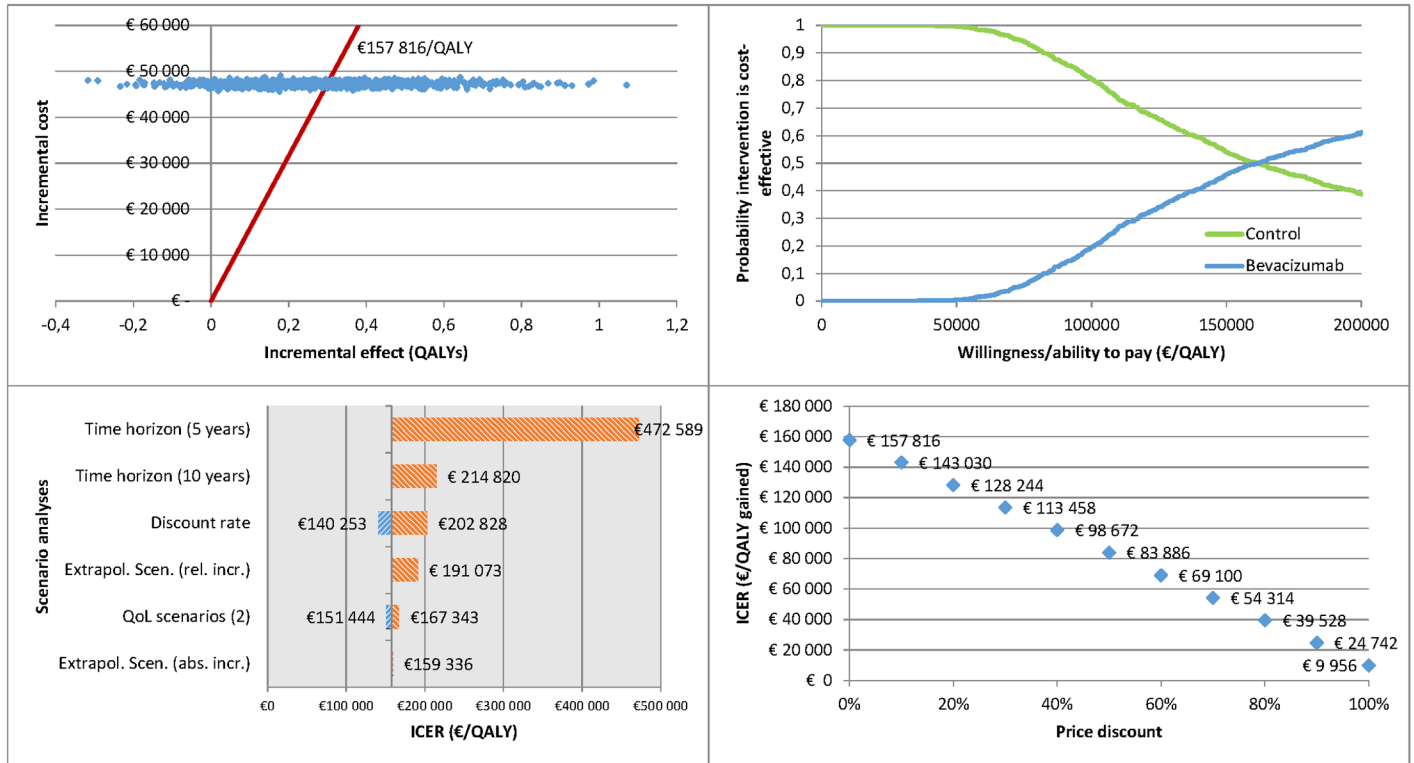 € 60 000
€ 50 000
€ 40 000
€ 30 000
€ 20 000
€ 10 000
€ -
Incremental cost
€157 816/QALY
-0,4
-0,2
0
0,2
0,4
0,6
0,8
1
1,2
Incremental effect (QALYs)
1
0,9
0,8
0,7
0,6
0,5
0,4
0,3
0,2
0,1
0
Probability intervention is cost-
effective
Control
Bevacizumab
0
50000
100000
150000
200000
Willingness/ability to pay (€/QALY)
Scenario analyses
Time horizon (5 years)
€472 589
Time horizon (10 years)
€ 214 820
Discount rate
€140 253
€202 828
Extrapol. Scen. (rel. incr.)
€ 191 073
QoL scenarios (2)
€151 444
€167 343
Extrapol. Scen. (abs. incr.)
€159 336
€0
€100 000
€200 000
€300 000
€400 000
€500 000
ICER (€/QALY)
€ 180 000
€ 160 000
€ 140 000
€ 120 000
€ 100 000
€ 80 000
€ 60 000
€ 40 000
€ 20 000
€ 0
ICER (€/QALY gained)
€ 157 816
€ 143 030
€ 128 244
€ 113 458
€ 98 672
€ 83 886
€ 69 100
€ 54 314
€ 39 528
€ 24 742
€ 9 956
0%
20%
40%
60%
80%
100%
Price discount